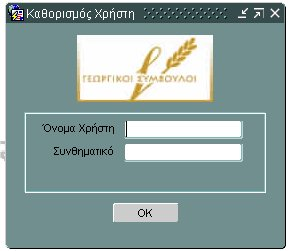 Καθορισμός Χρήστη
ΓΕΩΡΓΙΚΟΙ ΣΥΜΒΟΥΛΟΙ
Όνομα Χρήστη
Συνθηματικό
OK